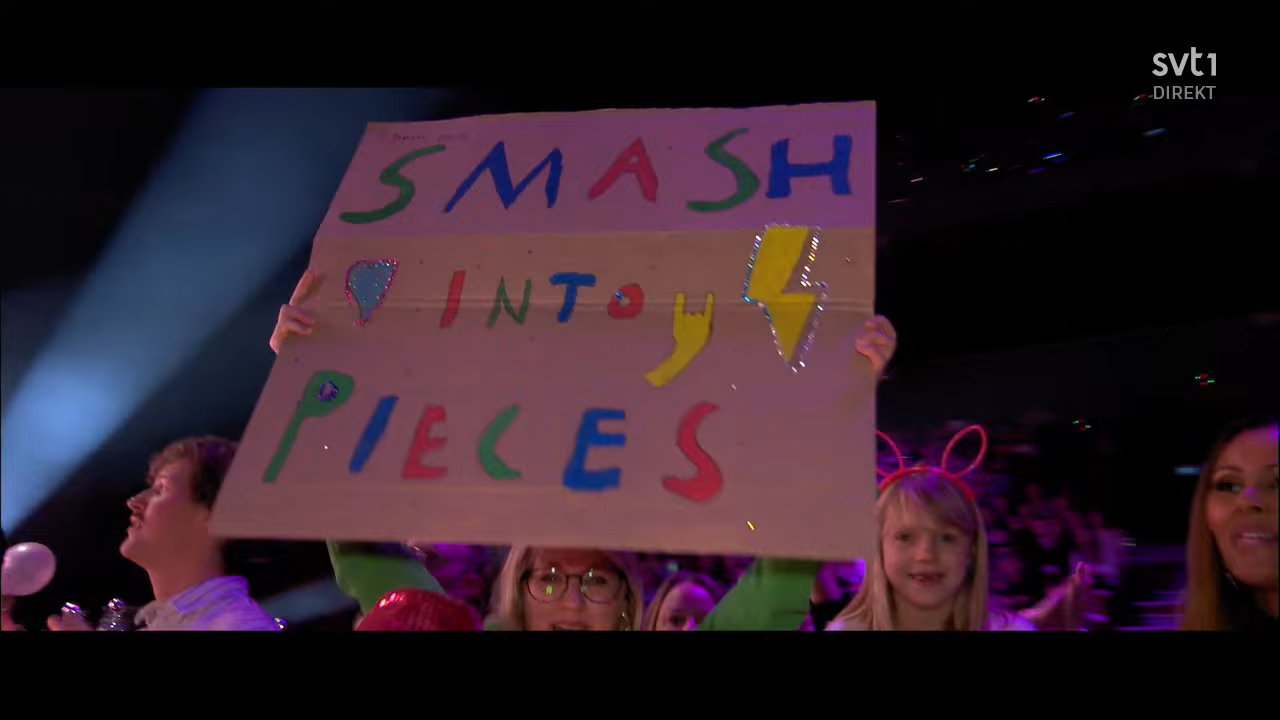 svt1
DIREKT
SMASH
INTO
PIECES